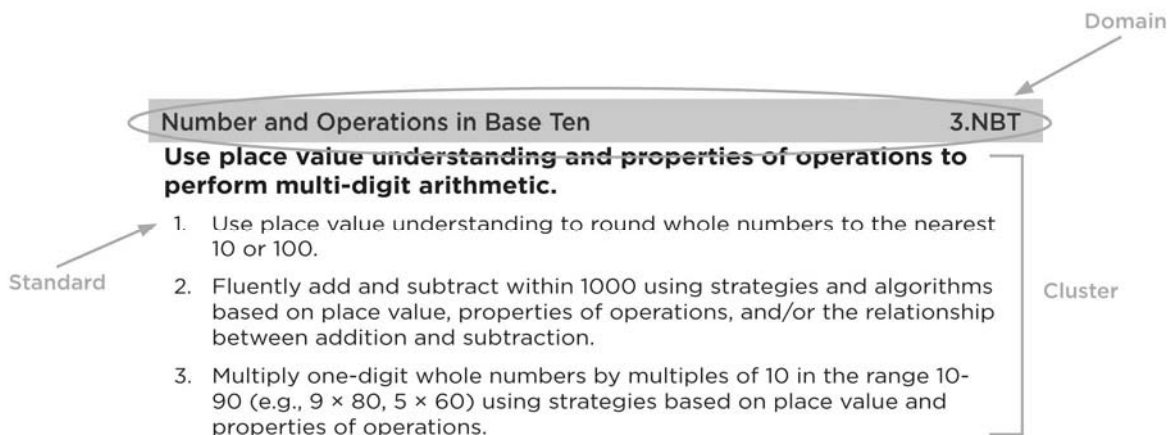 Domain
Number and Operations in Base Ten 3.NBT
Use place value understanding and properties of operations to
perform multi-digit arithmetic.
1. Use place value understanding to round whole numbers to the nearest
10 or 100.
Standard
2. Fluently add and subtract within 1000 using strategies and algorithms
based on place value, properties of operations, and/or the relationship
between addition and subtraction.
Cluster
3. Multiply one-digit whole numbers by multiples of 10 in the range 10-
90 (e.g., 9 × 80, 5 × 60) using strategies based on place value and
properties of operations.